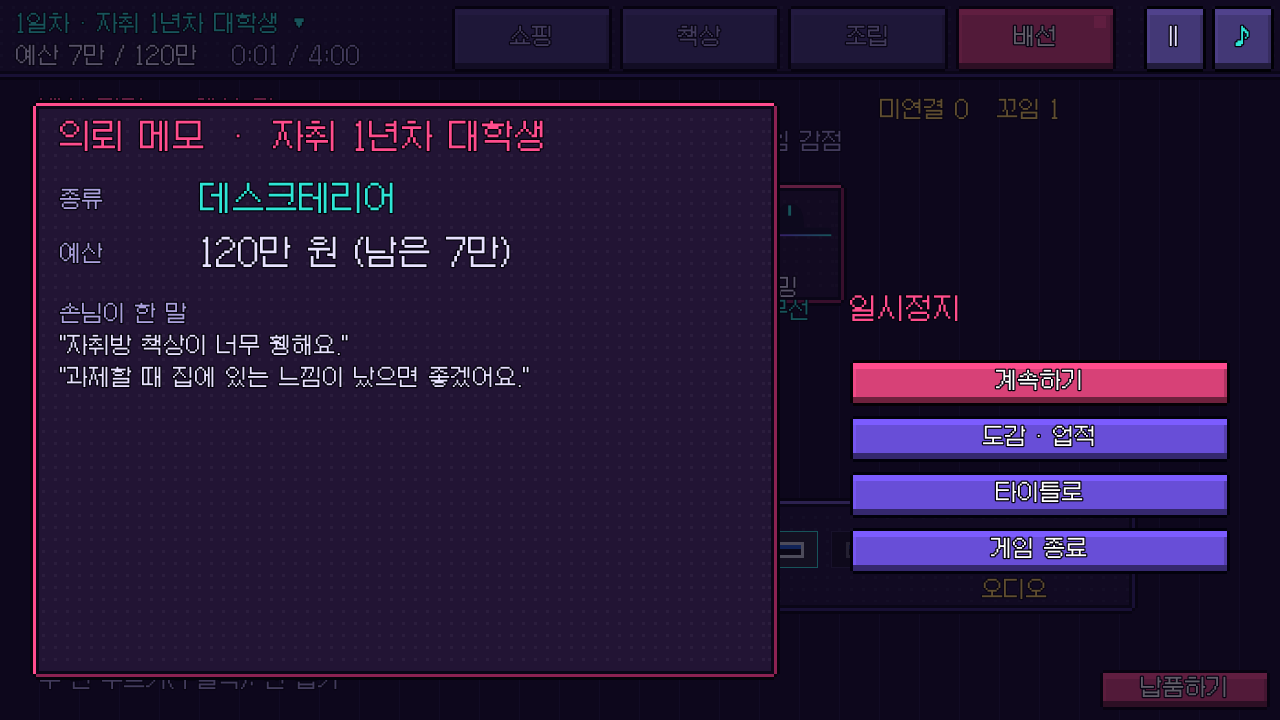 1일차 · 자취 1년차 대학생 ▼
예산 7만 / 120만 0:01 / 4:00
쇼핑
책상
조립
배선
미연결 0 꼬임 1
감점
의뢰 메모 · 자취 1년차 대학생
종류 데스크테리어
예산 120만 원 (남은 7만)
손님이 한 말
"자취방 책상이 너무 휑해요."
"과제할 때 집에 있는 느낌이 났으면 좋겠어요."
일시정지
계속하기
도감 · 업적
타이틀로
게임 종료
오디오
납품하기